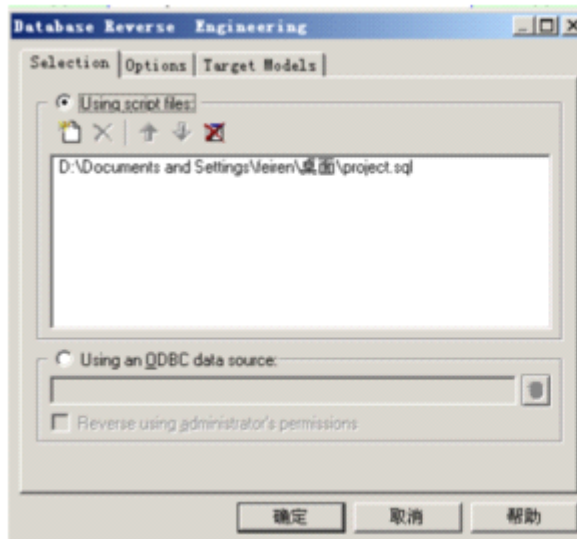 Database Reverse Engineering
Selection Options Target Models
Using script files:
D:\Documents and Settings\feiren\桌面\project.sql
Using an ODBC data source:
Reverse using administrator's permissions
确定 取消 帮助